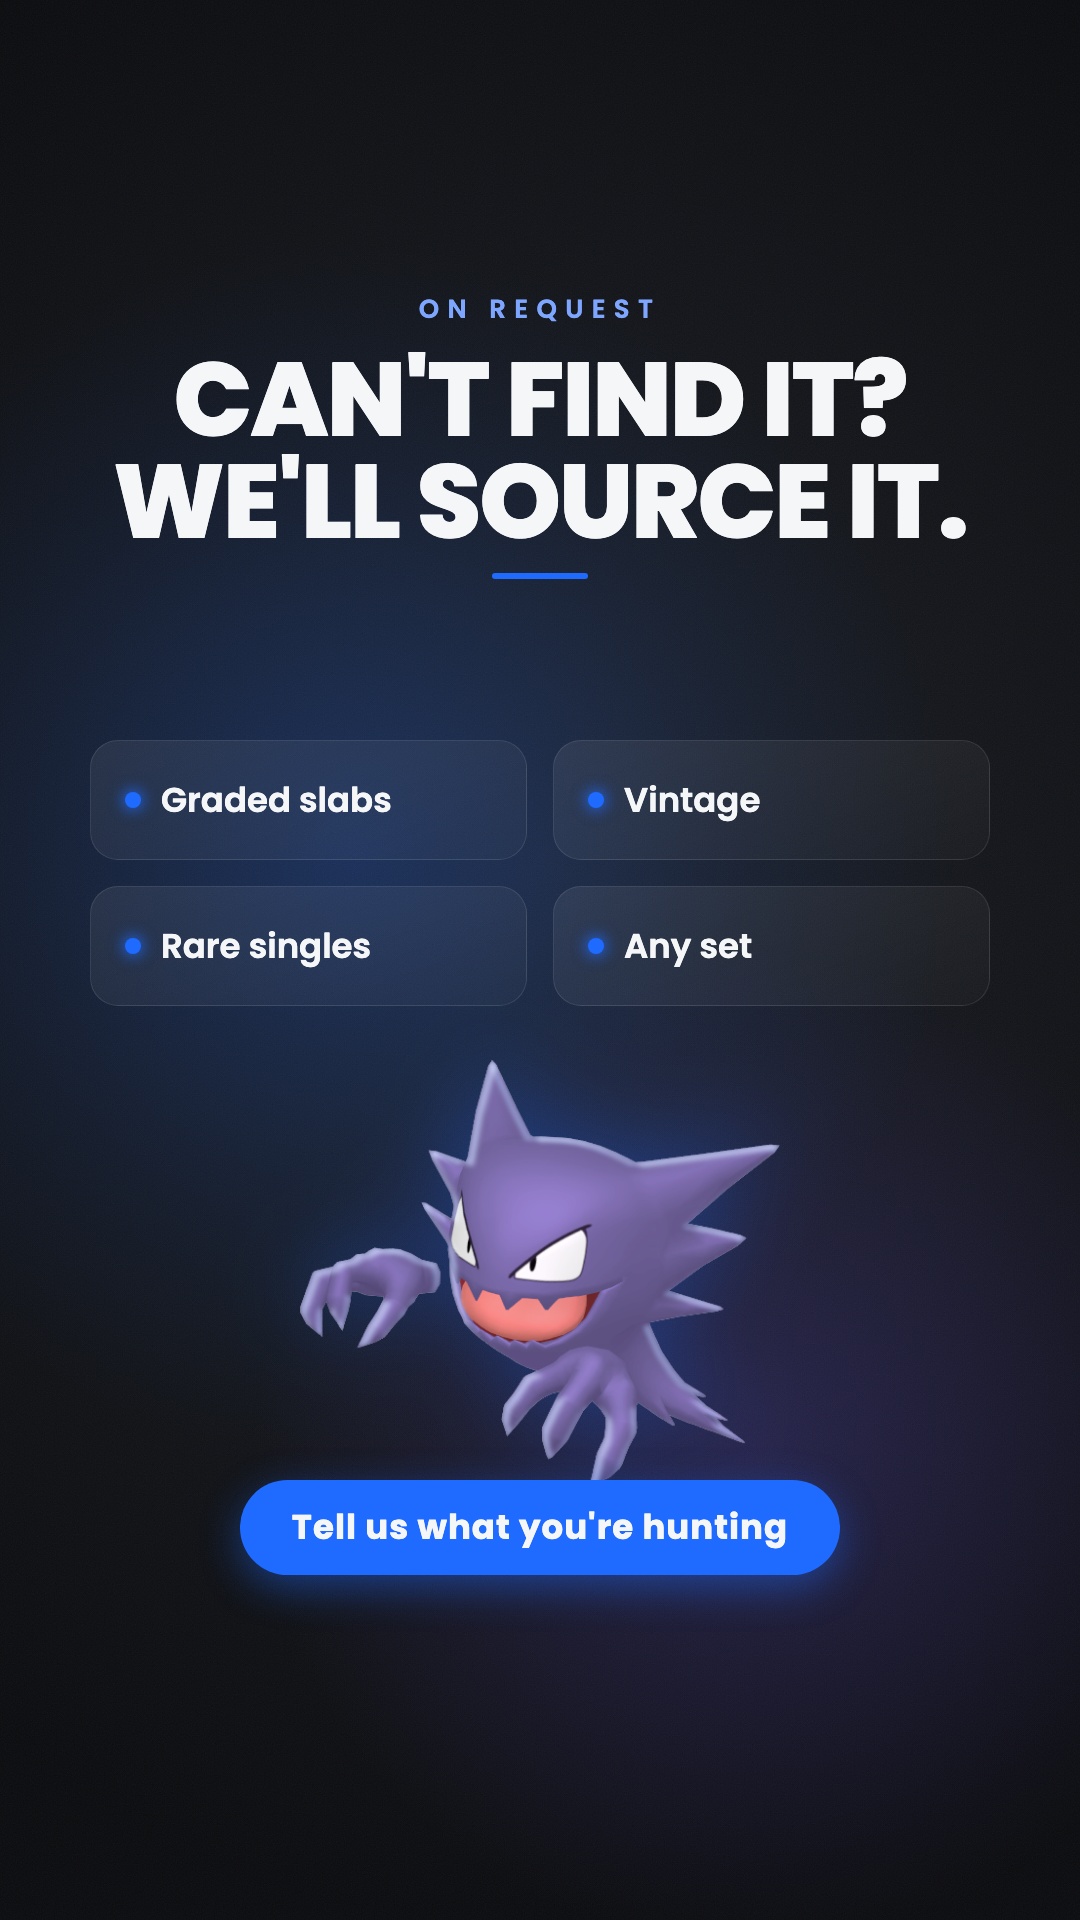 ON REQUEST
CAN'T FIND IT?
WE'LL SOURCE IT.
Graded slabs
Vintage
Rare singles
Any set
Tell us what you're hunting